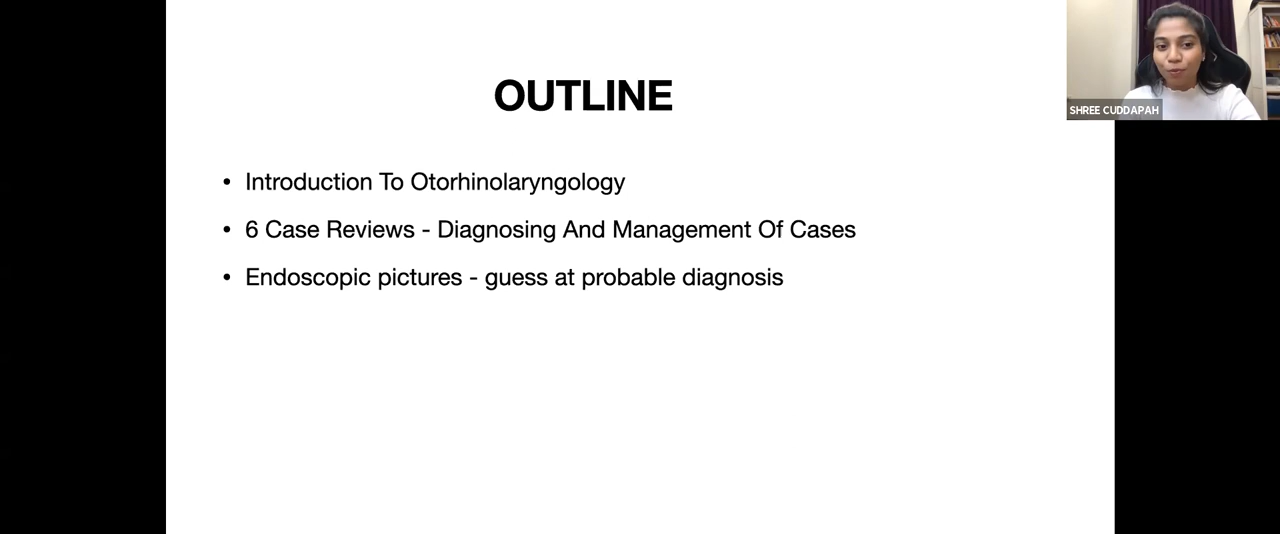 OUTLINE
SHREE CUDDAPAH
• Introduction To Otorhinolaryngology
• 6 Case Reviews - Diagnosing And Management Of Cases
• Endoscopic pictures - guess at probable diagnosis